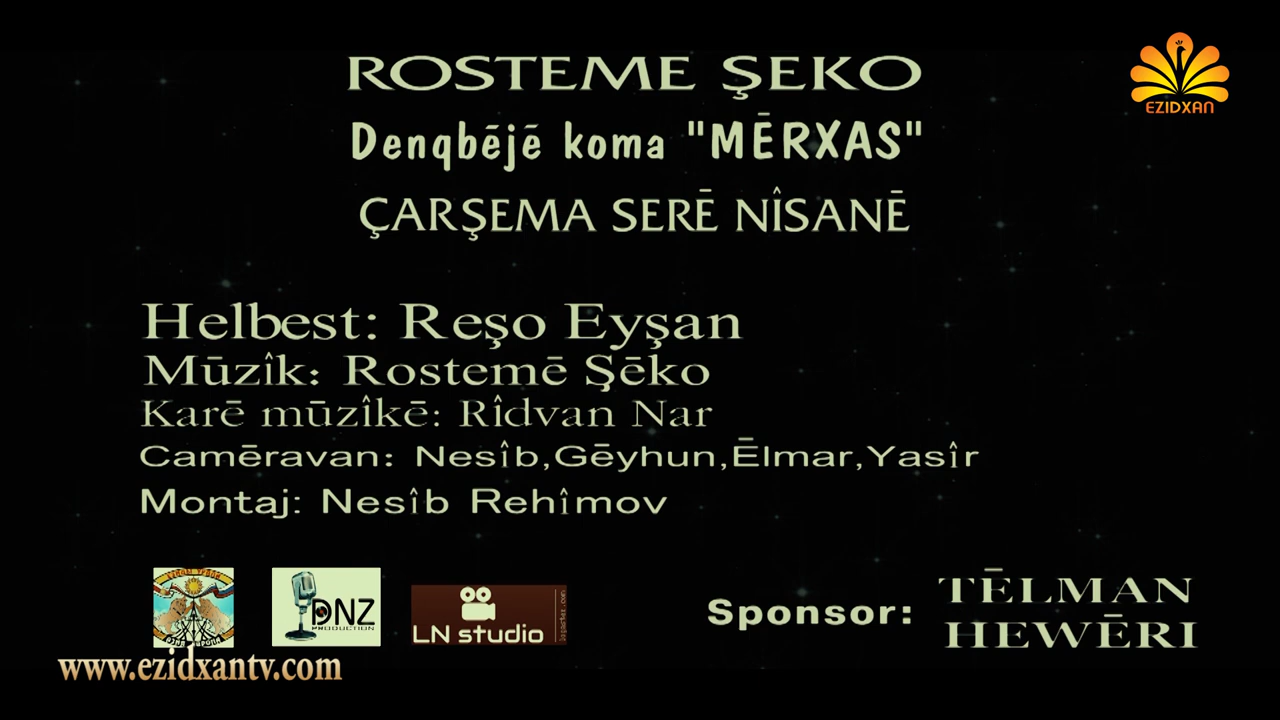 ROSTEME ŞEKO
EZIDXAN
Denqbējē koma "MĒRXAS"
ÇARŞEMA SERĒ NÎSANĒ
Helbest: Reşo Eyşan
Mūzîk: Rostemē Şēko
Karē mūzîkē: Rîdvan Nar
Camēravan: Nesîb,Gēyhun,Ēlmar,Yasîr
Montaj: Nesîb Rehîmov
DNZ
PRODUCTION
LN studio
Sponsor:
TĒLMAN
HEWĒRI
www.ezidxantv.com